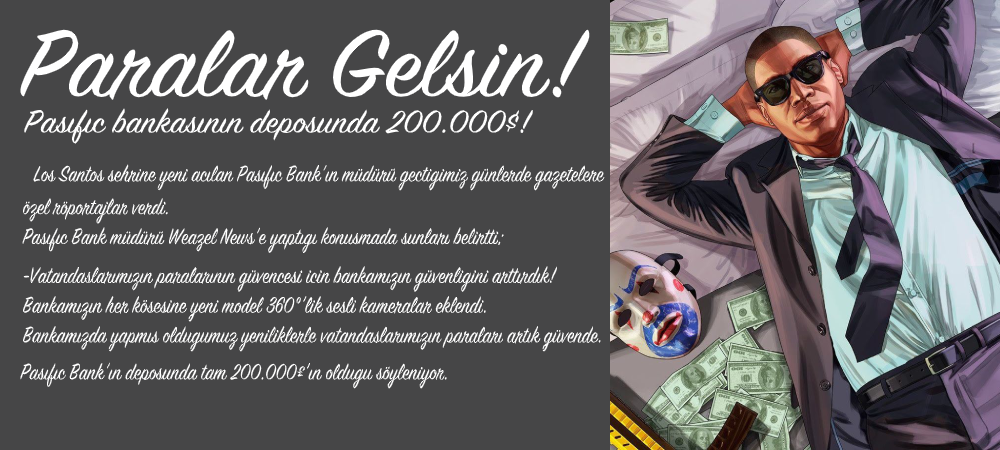 Paralar Gelsin!
Pasıfıc bankasının deposunda 200.000$!
Los Santos sehrine yeni acılan Pasıfıc Bank'ın müdürü gectigimiz günlerde gazetelere
özel röportajlar verdi.
Pasıfıc Bank müdürü Weazel News'e yaptıgı konusmada sunları belirtti;
-Vatandaslarımızın paralarının güvencesi icin bankamızın güvenligini arttırdık!
Bankamızın her kösesine yeni model 360°'lik sesli kameralar eklendi.
Bankamızda yapmıs oldugumuz yeniliklerle vatandaslarımızın paraları artık güvende.
Pasıfıc Bank'ın deposunda tam 200.000$'ın oldugu söyleniyor.